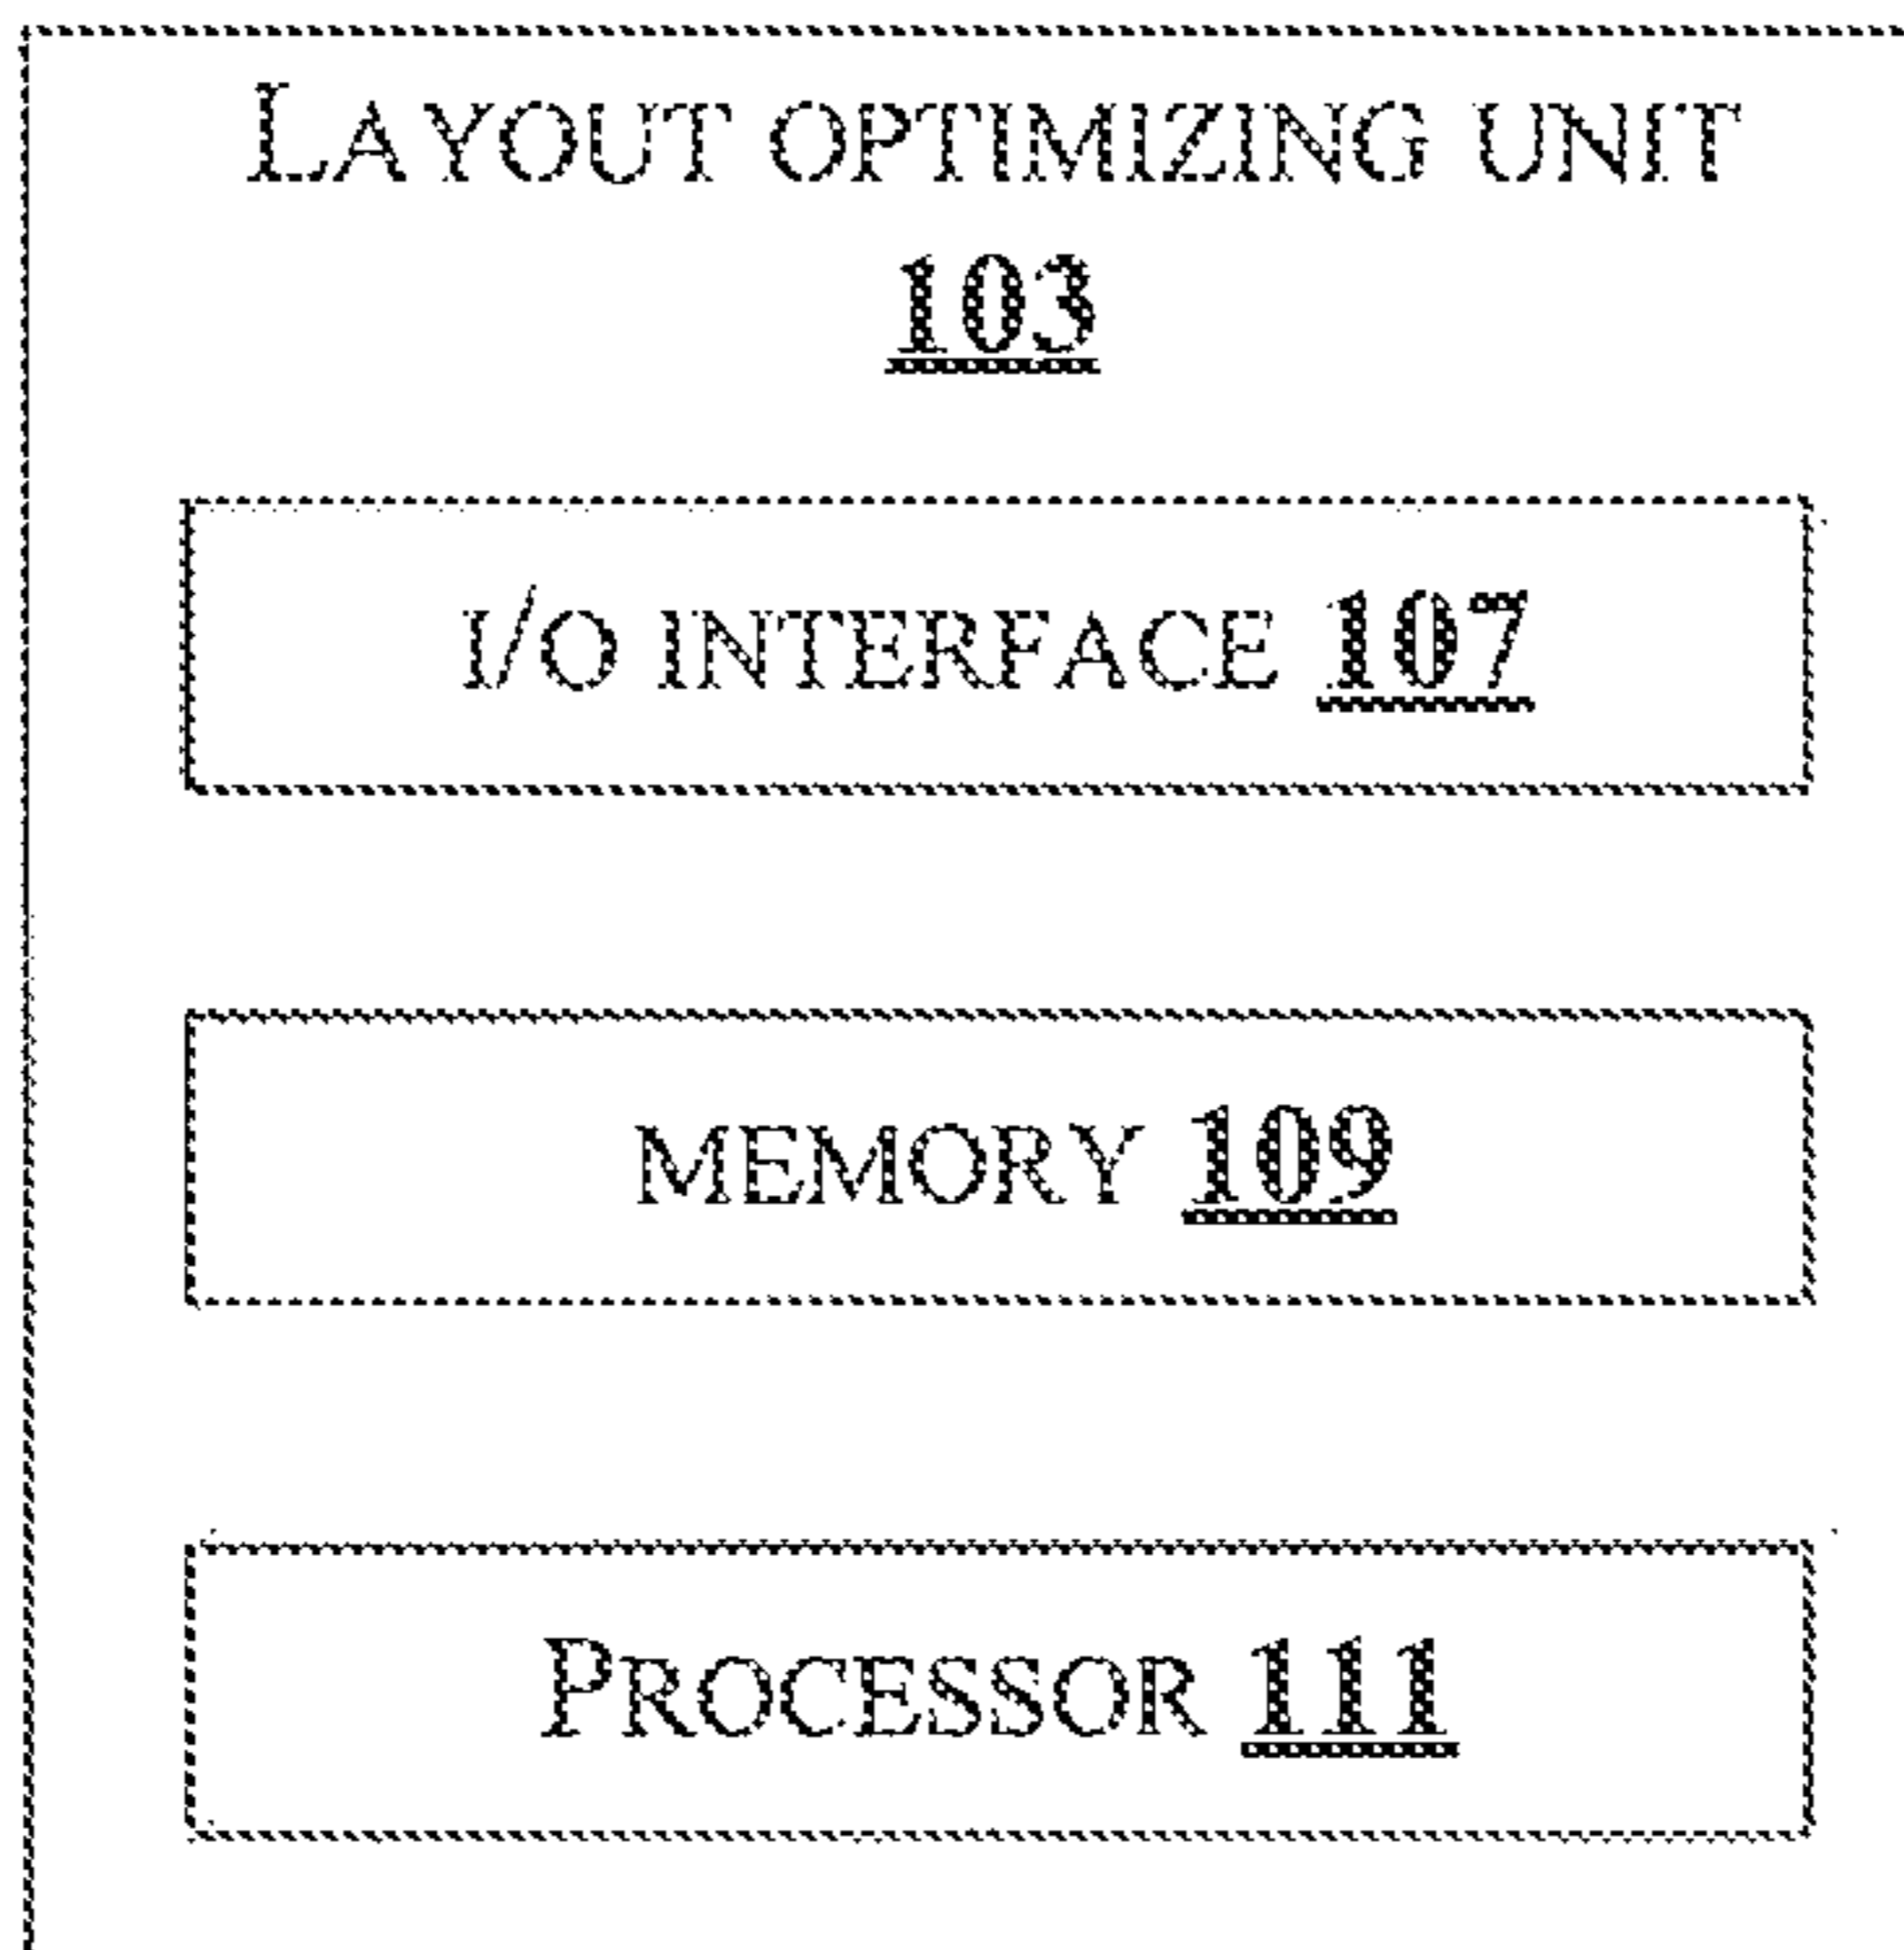 LAYOUT OPTIMIZING UNIT
103
I/O INTERFACE 107
MEMORY 109
PROCESSOR 111